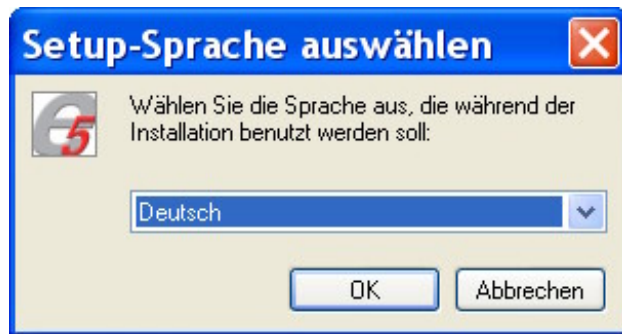 Setup-Sprache auswählen
Wählen Sie die Sprache aus, die während der
Installation benutzt werden soll:
Deutsch
OK
Abbrechen